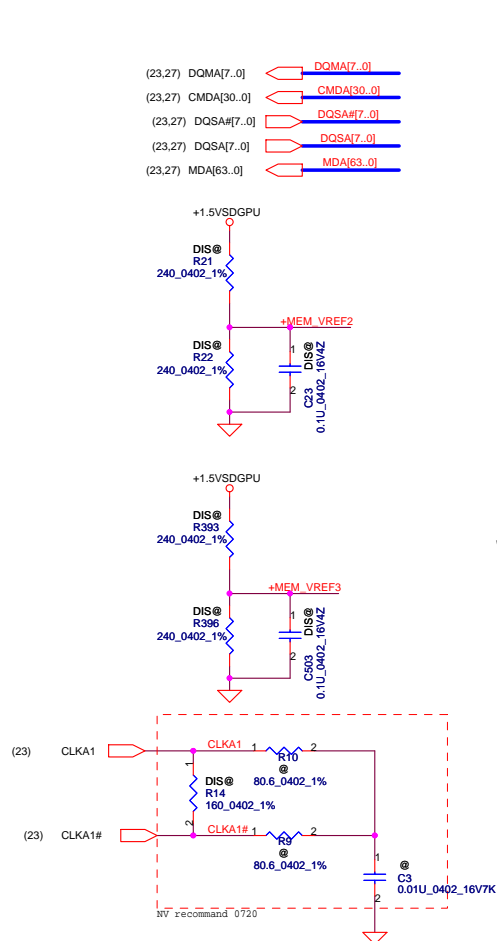 (23,27) DQMA[7..0] DQMA[7..0]
(23,27) CMDA[30..0] CMDA[30..0]
(23,27) DQSA#[7..0] DQSA#[7..0]
(23,27) DQSA[7..0] DQSA[7..0]
(23,27) MDA[63..0] MDA[63..0]
+1.5VSDGPU
DIS@
R21
240_0402_1%
+MEM_VREF2
DIS@
R22
240_0402_1%
1
2
C23
0.1U_0402_16V4Z
DIS@
+1.5VSDGPU
DIS@
R393
240_0402_1%
+MEM_VREF3
DIS@
R396
240_0402_1%
1
2
C503
0.1U_0402_16V4Z
DIS@
(23) CLKA1 CLKA1 1 2
R10
@
80.6_0402_1%
1
DIS@
R14
160_0402_1%
2
(23) CLKA1# CLKA1# 1 2
R9
@
80.6_0402_1%
1
2
@
C3
0.01U_0402_16V7K
NV recommand 0720